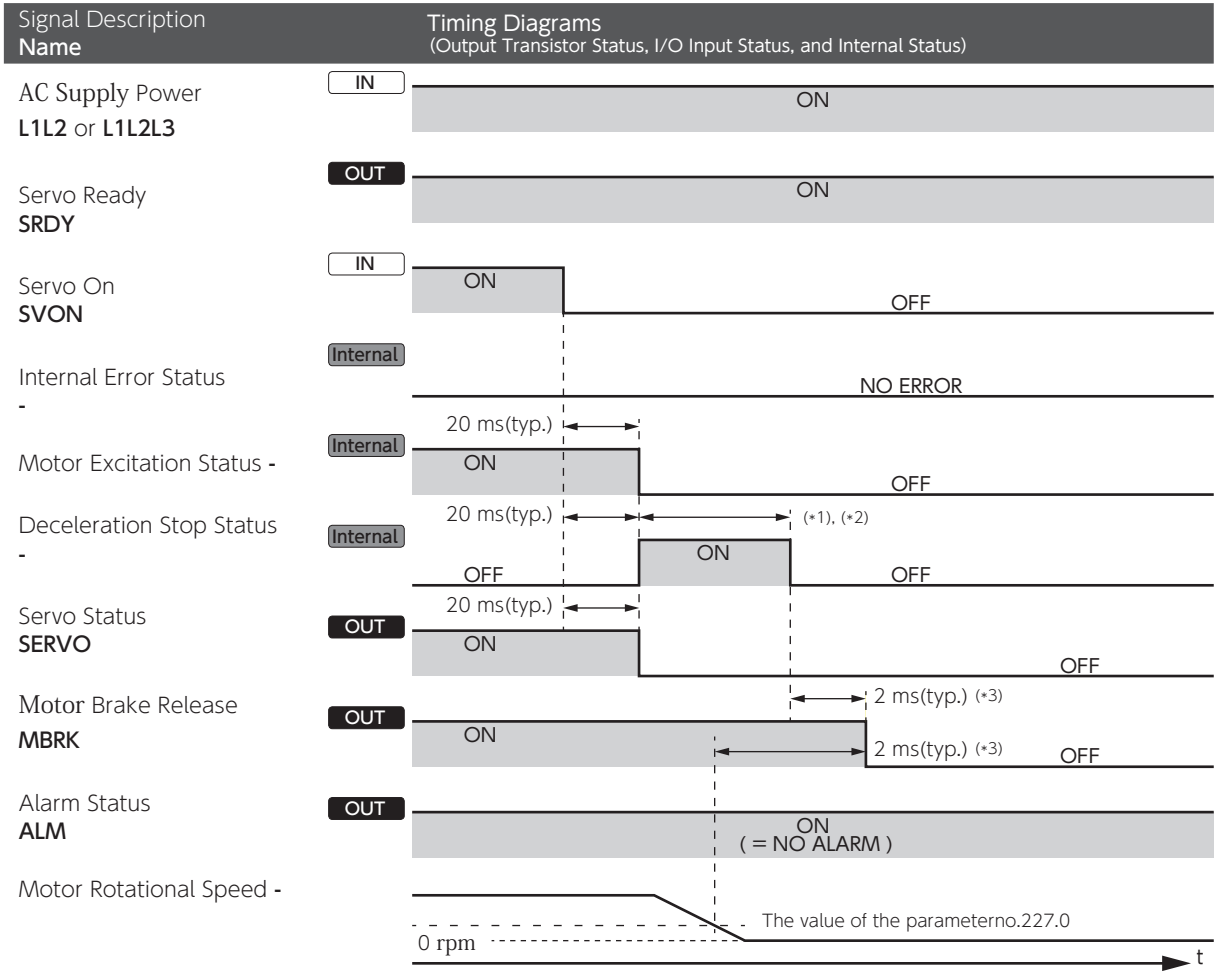 Signal Description
Name
Timing Diagrams
(Output Transistor Status, I/O Input Status, and Internal Status)
AC Supply Power
L1L2 or L1L2L3
IN
ON
Servo Ready
SRDY
OUT
ON
Servo On
SVON
IN
ON
OFF
Internal Error Status
-
Internal
NO ERROR
20 ms(typ.)
Motor Excitation Status -
Internal
ON
OFF
Deceleration Stop Status
-
Internal
20 ms(typ.)
(*1), (*2)
ON
OFF
OFF
20 ms(typ.)
Servo Status
SERVO
OUT
ON
OFF
Motor Brake Release
MBRK
OUT
2 ms(typ.) (*3)
ON
2 ms(typ.) (*3)
OFF
Alarm Status
ALM
OUT
ON
( = NO ALARM )
Motor Rotational Speed -
The value of the parameterno.227.0
0 rpm
t